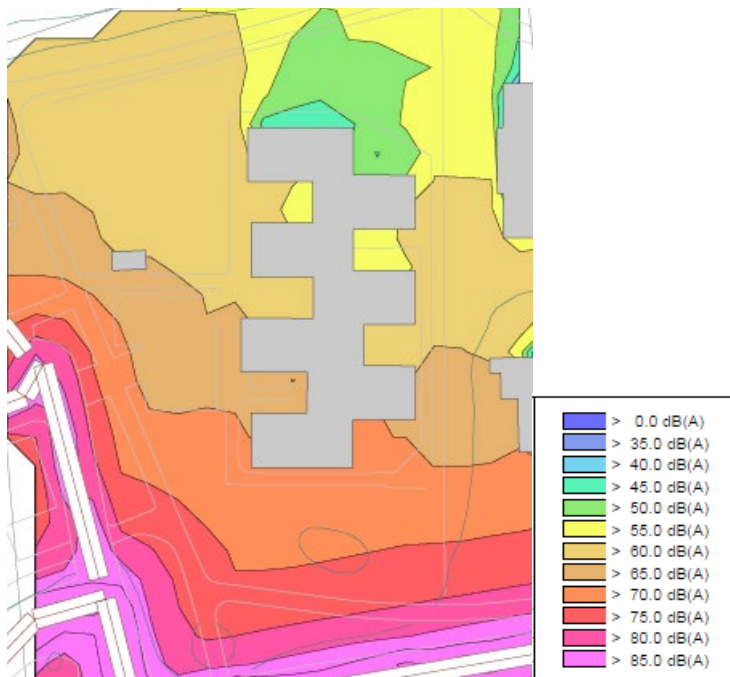 > 0.0 dB(A)
> 35.0 dB(A)
> 40.0 dB(A)
> 45.0 dB(A)
> 50.0 dB(A)
> 55.0 dB(A)
> 60.0 dB(A)
> 65.0 dB(A)
> 70.0 dB(A)
> 75.0 dB(A)
> 80.0 dB(A)
> 85.0 dB(A)